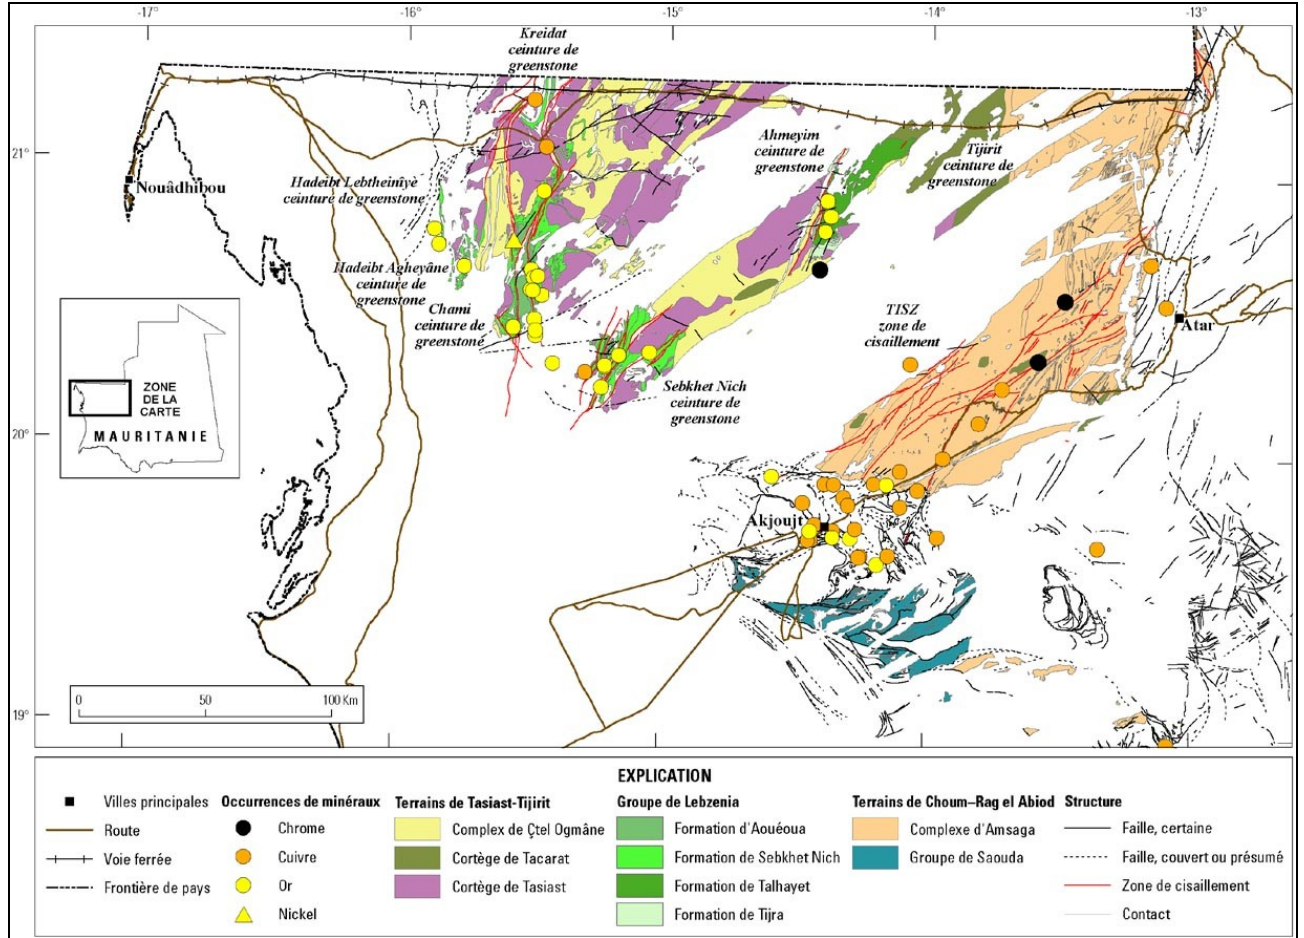 -17°
-16°
-15°
-14°
-13°
Kreidat
ceinture de
greenstone
21°
Nouâdhibou
Hadeibt Lebtheinîyè
ceinture de greenstone
Ahmeyim
ceinture de
greenstone
Tijirit
ceinture de
greenstone
Hadeibt Agheyâne
ceinture de
greenstone
Chami
ceinture de
greenstone
TISZ
zone de
cisaillement
Atar
Sebkhet Nich
ceinture de
greenstone
ZONE
DE LA
CARTE
MAURITANIE
20°
Akjoujt
0 50 100 Km
19°
-17°
-16°
-15°
-14°
-13°
EXPLICATION
Villes principales
Route
Voie ferrée
Frontière de pays
Occurrences de minéraux
Chrome
Cuivre
Or
Nickel
Terrains de Tasiast-Tijirit
Complex de Çtel Ogmâne
Cortège de Tacarat
Cortège de Tasiast
Groupe de Lebzenia
Formation d'Aouéoua
Formation de Sebkhet Nich
Formation de Talhayet
Formation de Tijra
Terrains de Choum–Rag el Abiod
Complexe d'Amsaga
Groupe de Saouda
Structure
Faille, certaine
Faille, couvert ou présumé
Zone de cisaillement
Contact